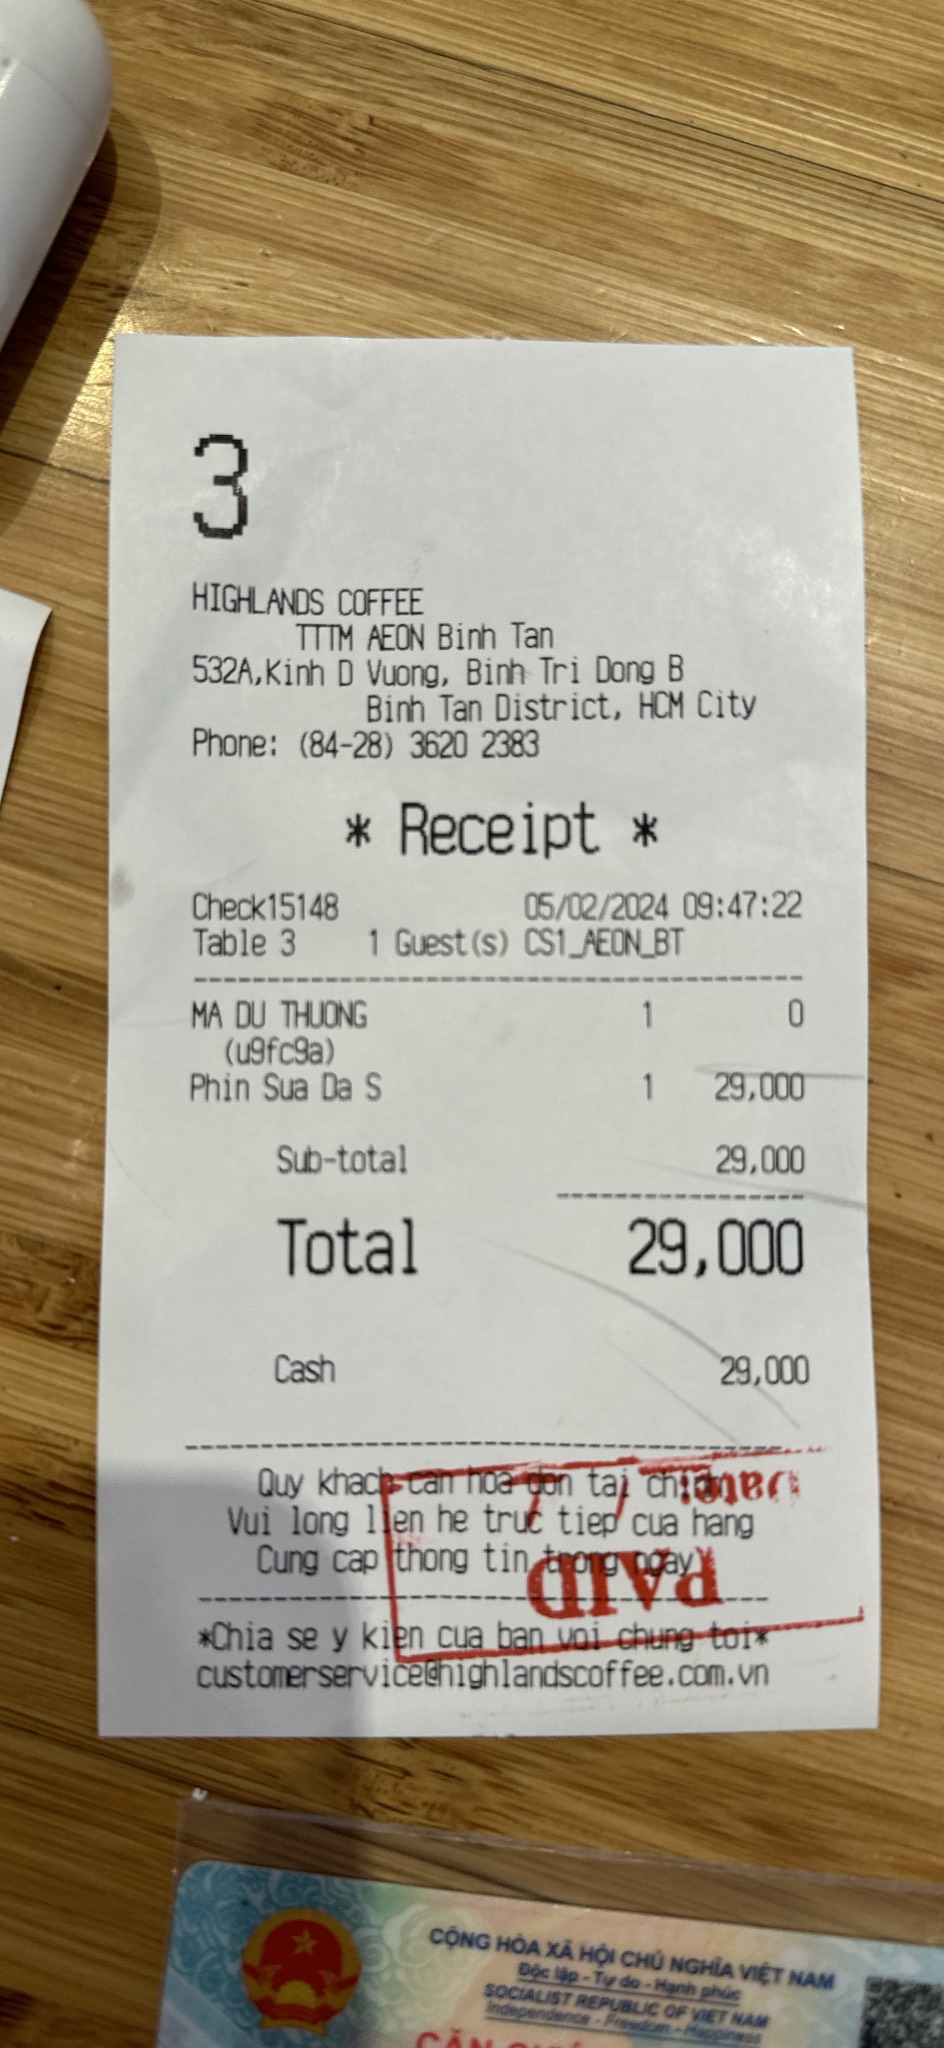 3
HIGHLANDS COFFEE
TTTM AEON Binh Tan
532A,Kinh D Vuong, Binh Tri Dong B
Binh Tan District, HCM City
Phone: (84-28) 3620 2383
* Receipt *
Check15148 05/02/2024 09:47:22
Table 3 1 Guest(s) CS1_AEON_BT
MA DU THUONG 1 0
(u9fc9a)
Phin Sua Da S 1 29,000
Sub-total 29,000
Total 29,000
Cash 29,000
Quy khach can hoa don tai chinh
Vui long lien he truc tiep cua hang
Cung cap thong tin trong ngay
*Chia se y kien cua ban voi chung toi*
customerservice@highlandscoffee.com.vn
Date:
PAID
CỘNG HÒA XÃ HỘI CHỦ NGHĨA VIỆT NAM
Độc lập - Tự do - Hạnh phúc
SOCIALIST REPUBLIC OF VIET NAM
Independence - Freedom - Happiness
CĂN